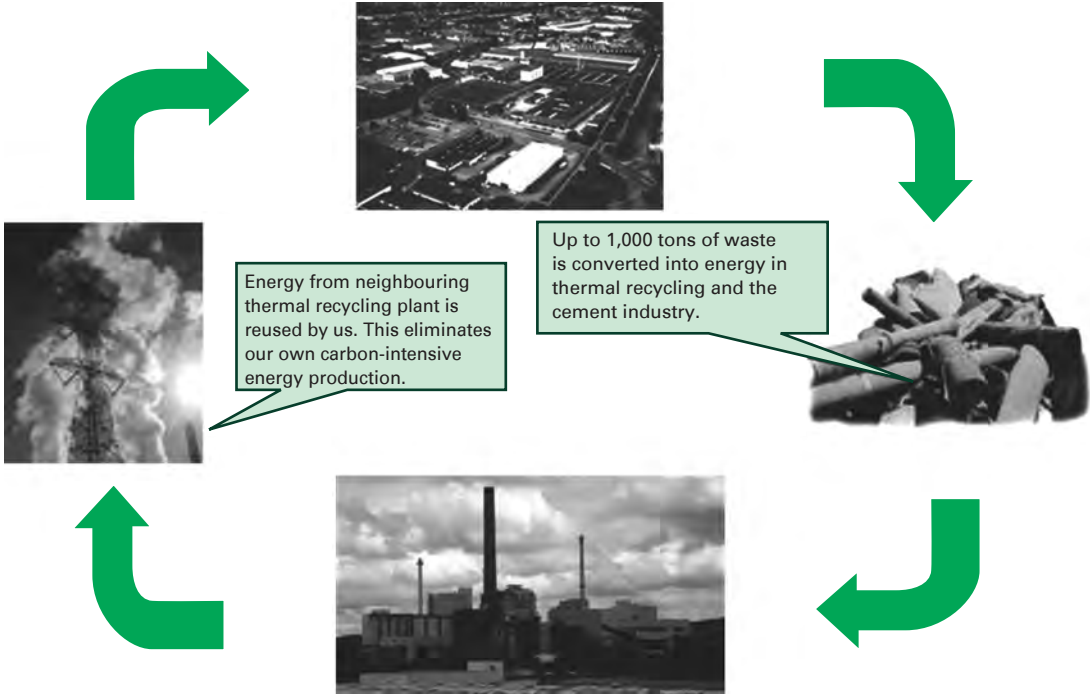 Energy from neighbouring
thermal recycling plant is
reused by us. This eliminates
our own carbon-intensive
energy production.
Up to 1,000 tons of waste
is converted into energy in
thermal recycling and the
cement industry.